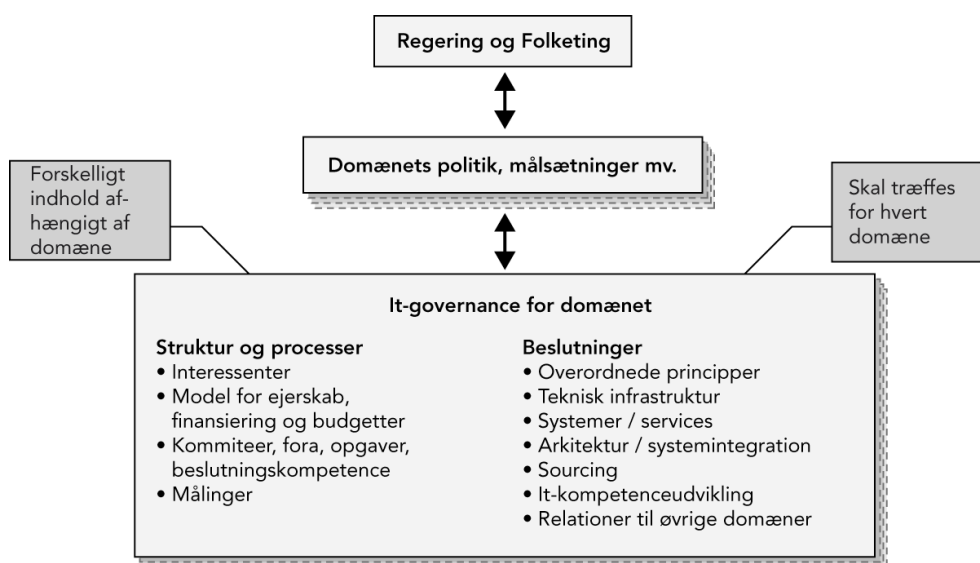 Regering og Folketing
Domænets politik, målsætninger mv.
Forskelligt
indhold af-
hængigt af
domæne
Skal træffes
for hvert
domæne
It-governance for domænet
Struktur og processer
• Interessenter
• Model for ejerskab,
finansiering og budgetter
• Kommiteer, fora, opgaver,
beslutningskompetence
• Målinger
Beslutninger
• Overordnede principper
• Teknisk infrastruktur
• Systemer / services
• Arkitektur / systemintegration
• Sourcing
• It-kompetenceudvikling
• Relationer til øvrige domæner